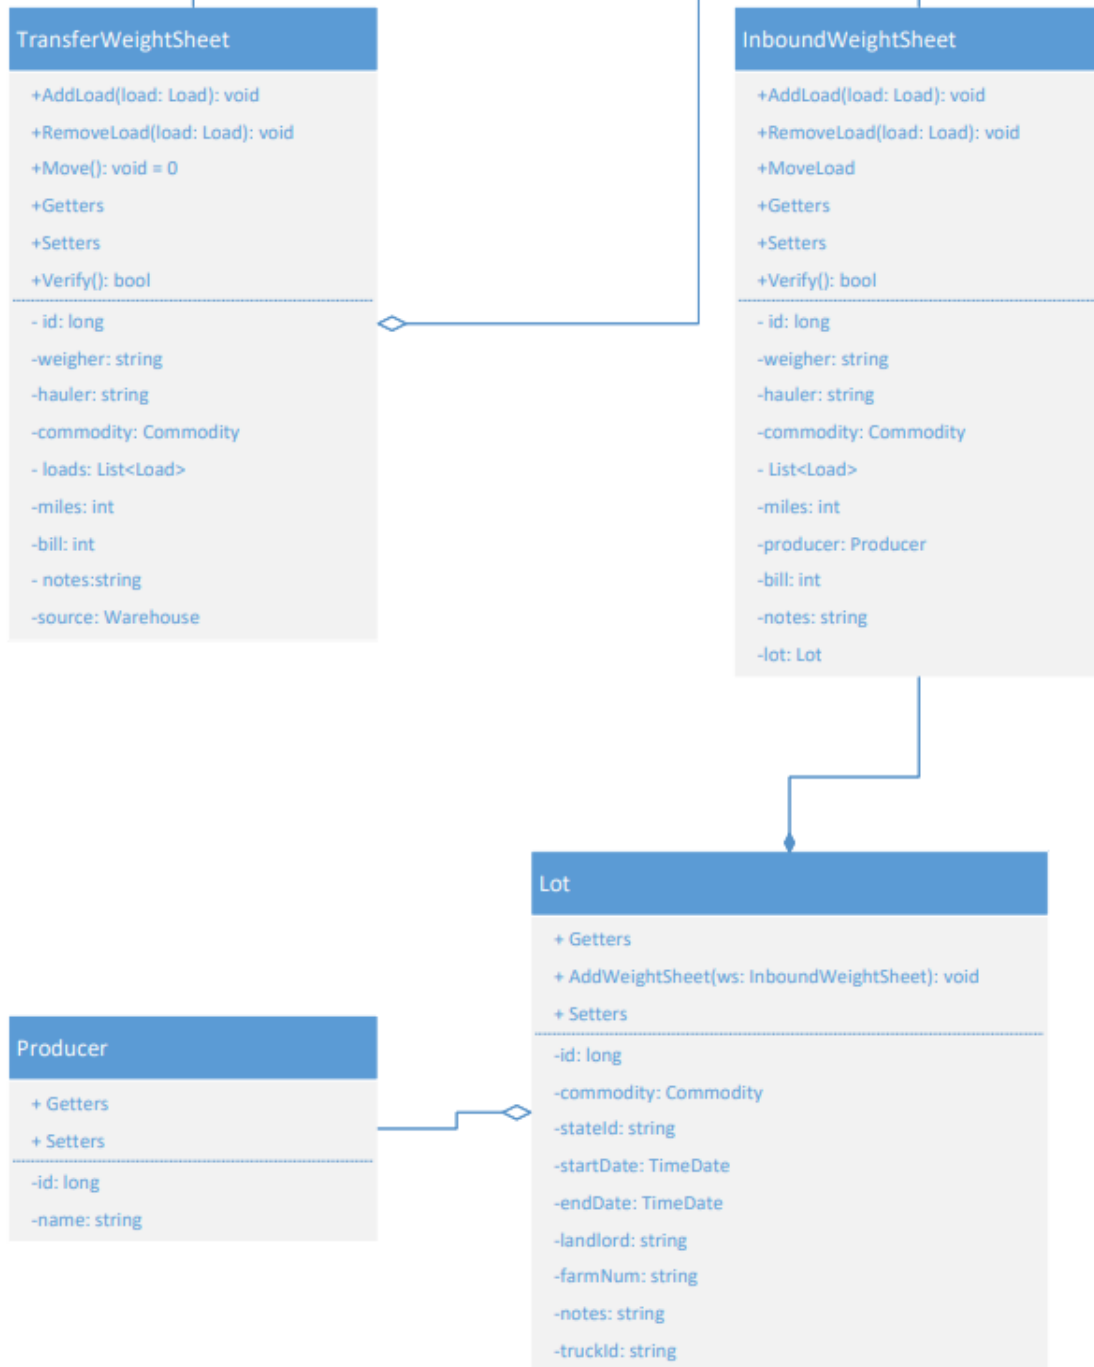 TransferWeightSheet
+AddLoad(load: Load): void
+RemoveLoad(load: Load): void
+Move(): void = 0
+Getters
+Setters
+Verify(): bool
- id: long
-weigher: string
-hauler: string
-commodity: Commodity
- loads: List<Load>
-miles: int
-bill: int
- notes:string
-source: Warehouse
InboundWeightSheet
+AddLoad(load: Load): void
+RemoveLoad(load: Load): void
+MoveLoad
+Getters
+Setters
+Verify(): bool
- id: long
-weigher: string
-hauler: string
-commodity: Commodity
- List<Load>
-miles: int
-producer: Producer
-bill: int
-notes: string
-lot: Lot
Lot
+ Getters
+ AddWeightSheet(ws: InboundWeightSheet): void
+ Setters
-id: long
-commodity: Commodity
-stateId: string
-startDate: TimeDate
-endDate: TimeDate
-landlord: string
-farmNum: string
-notes: string
-truckId: string
Producer
+ Getters
+ Setters
-id: long
-name: string